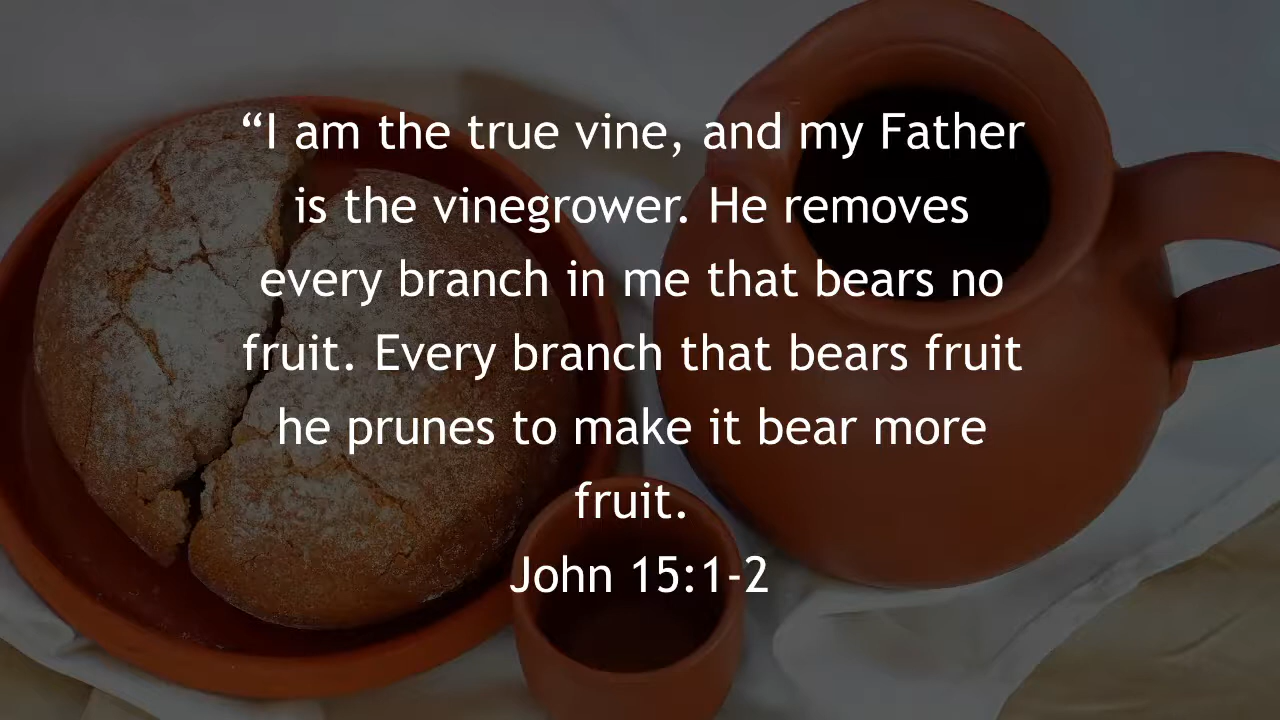 “I am the true vine, and my Father
is the vinegrower. He removes
every branch in me that bears no
fruit. Every branch that bears fruit
he prunes to make it bear more
fruit.
John 15:1-2